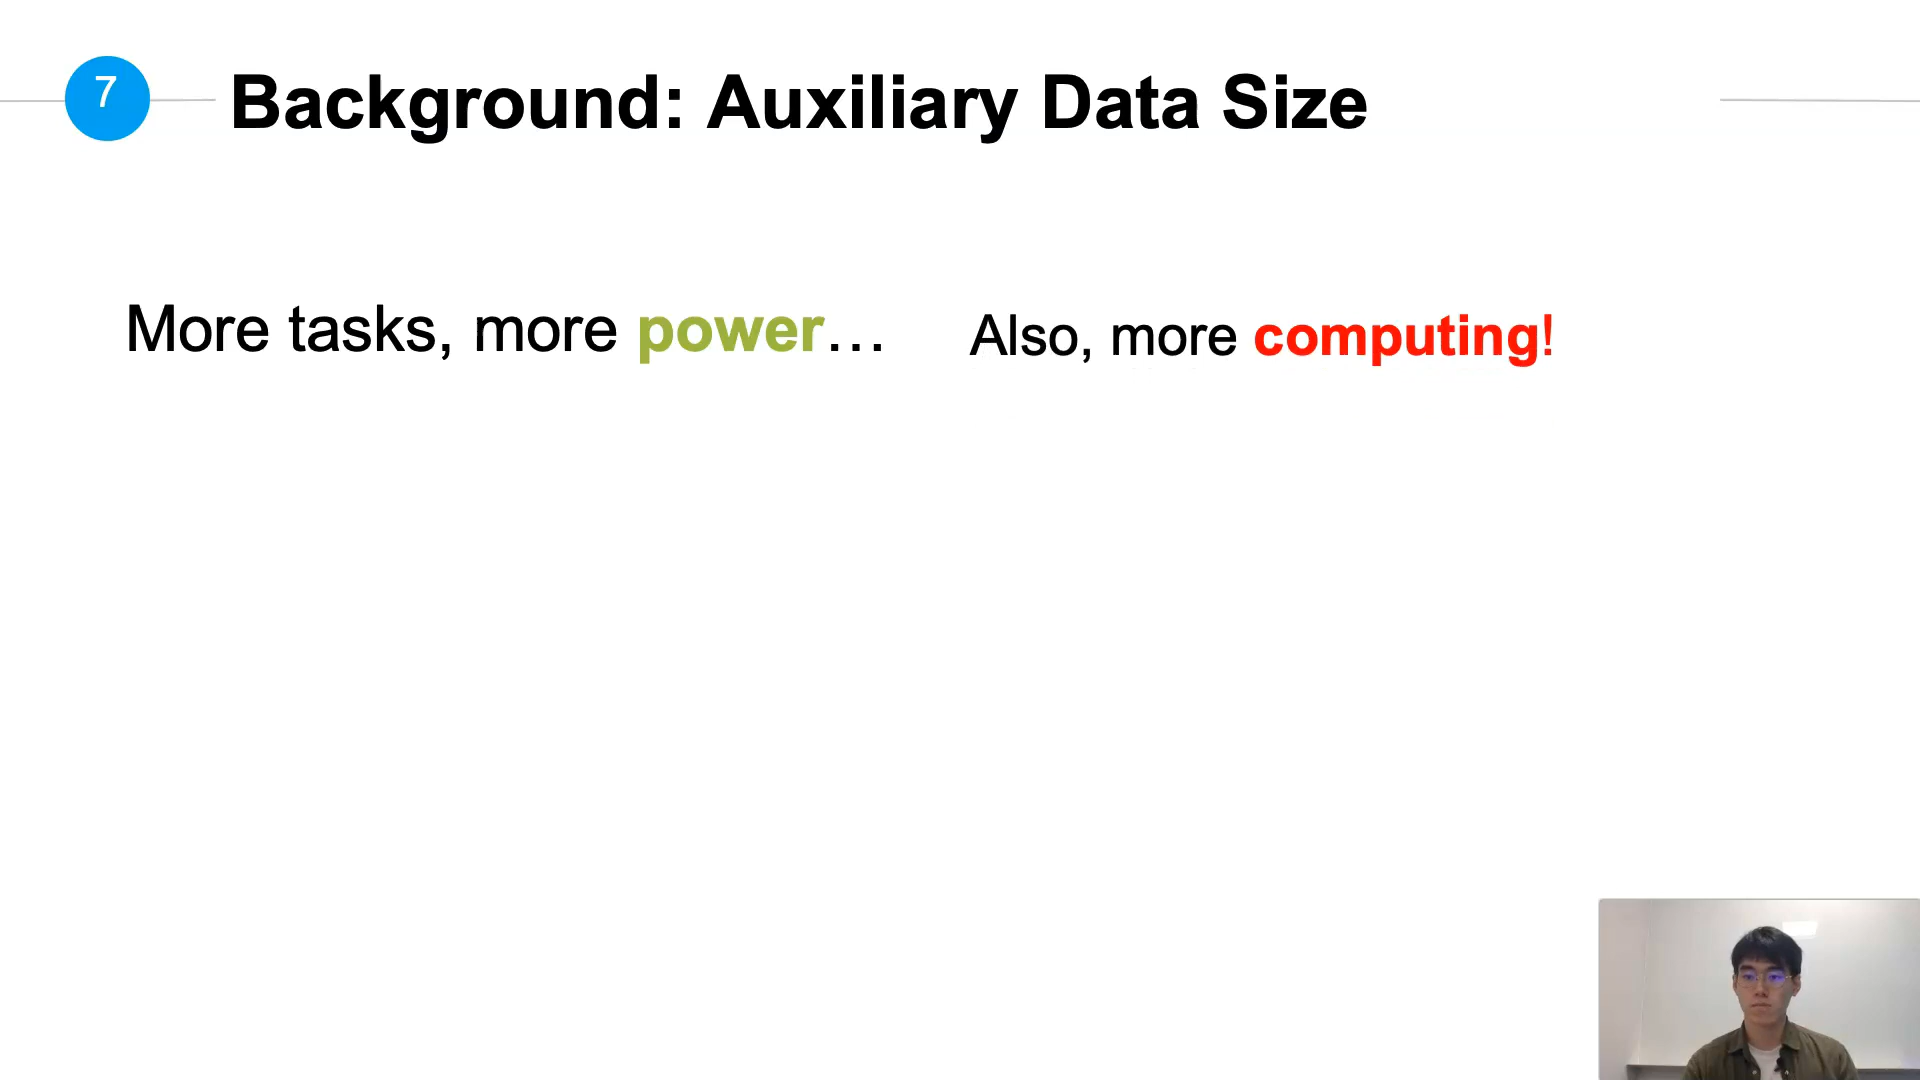 7
Background: Auxiliary Data Size
More tasks, more power…
Also, more computing!